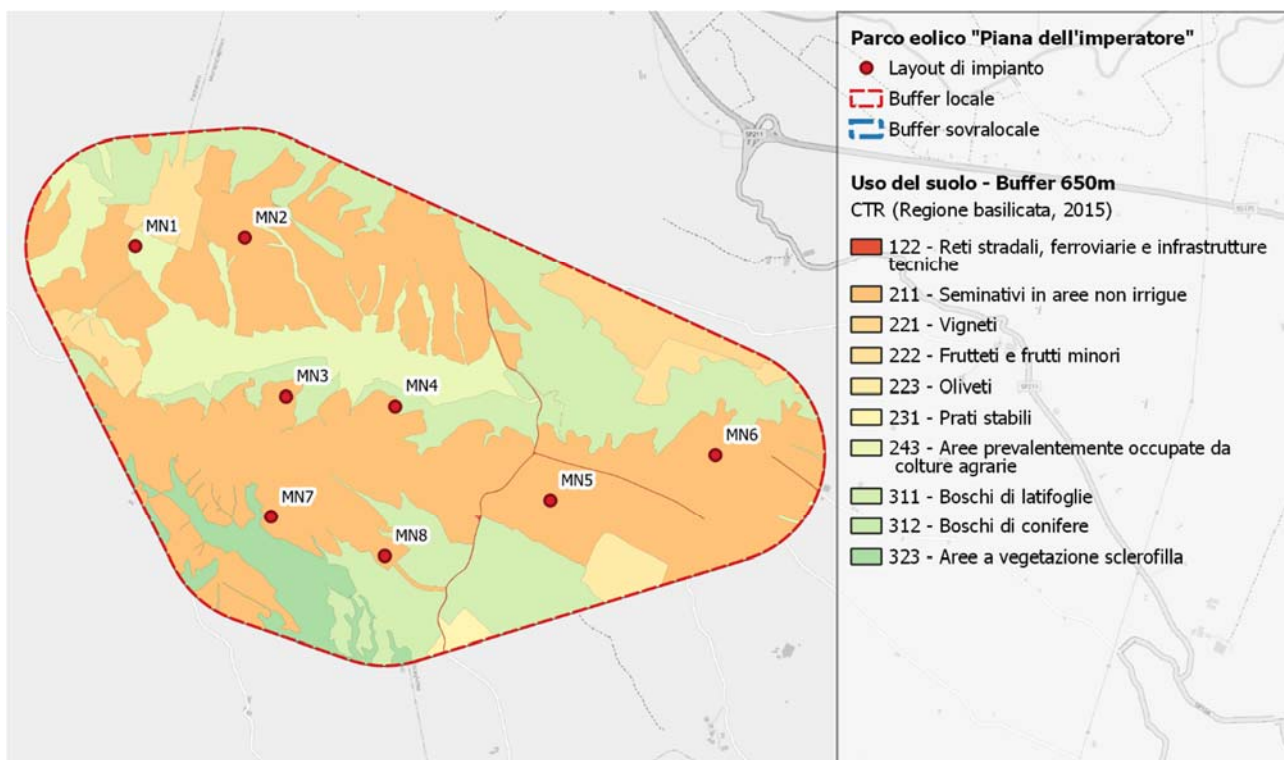 Parco eolico "Piana dell'imperatore"
Layout di impianto
Buffer locale
Buffer sovralocale
Uso del suolo - Buffer 650m
CTR (Regione basilicata, 2015)
122 - Reti stradali, ferroviarie e infrastrutture
tecniche
211 - Seminativi in aree non irrigue
221 - Vigneti
222 - Frutteti e frutti minori
223 - Oliveti
231 - Prati stabili
243 - Aree prevalentemente occupate da
colture agrarie
311 - Boschi di latifoglie
312 - Boschi di conifere
323 - Aree a vegetazione sclerofilla
MN1
MN2
MN3
MN4
MN6
MN5
MN7
MN8
SP211